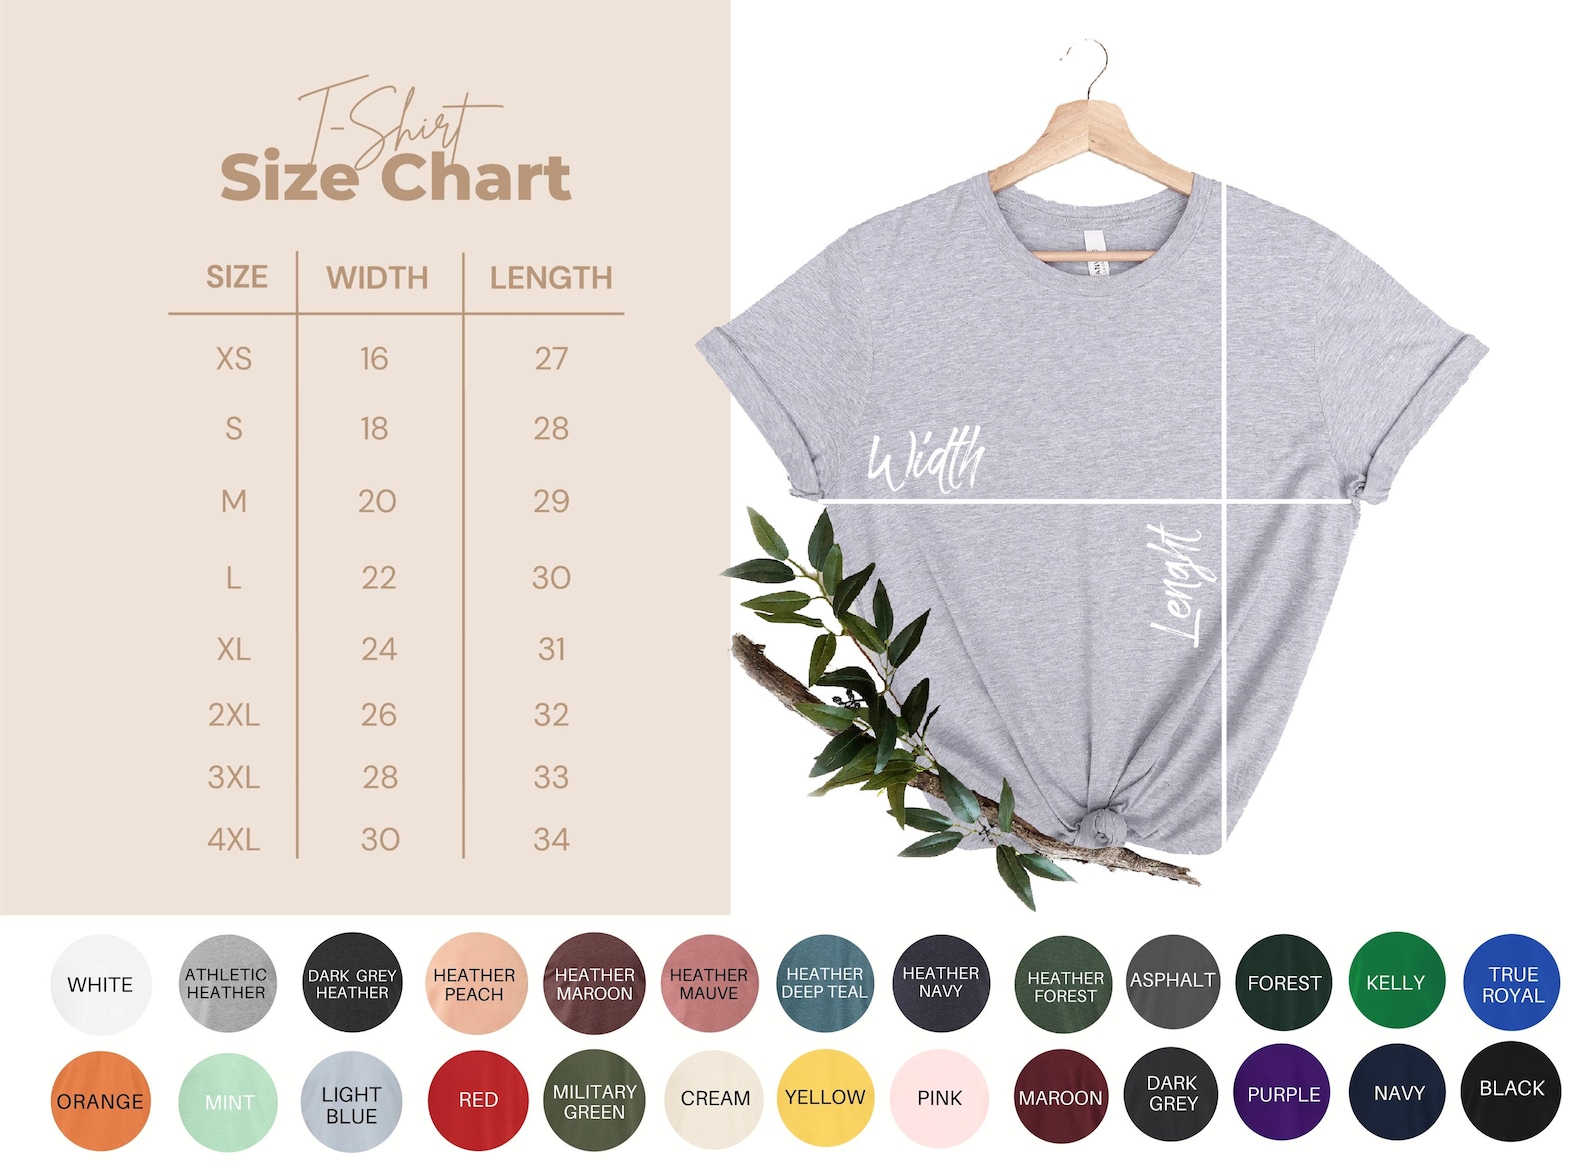 T-Shirt
Size Chart
SIZE WIDTH LENGTH
XS 16 27
S 18 28
M 20 29
L 22 30
XL 24 31
2XL 26 32
3XL 28 33
4XL 30 34
Width
Lenght
WHITE
ATHLETIC
HEATHER
DARK GREY
HEATHER
HEATHER
PEACH
HEATHER
MAROON
HEATHER
MAUVE
HEATHER
DEEP TEAL
HEATHER
NAVY
HEATHER
FOREST
ASPHALT
FOREST
KELLY
TRUE
ROYAL
ORANGE
MINT
LIGHT
BLUE
RED
MILITARY
GREEN
CREAM
YELLOW
PINK
MAROON
DARK
GREY
PURPLE
NAVY
BLACK